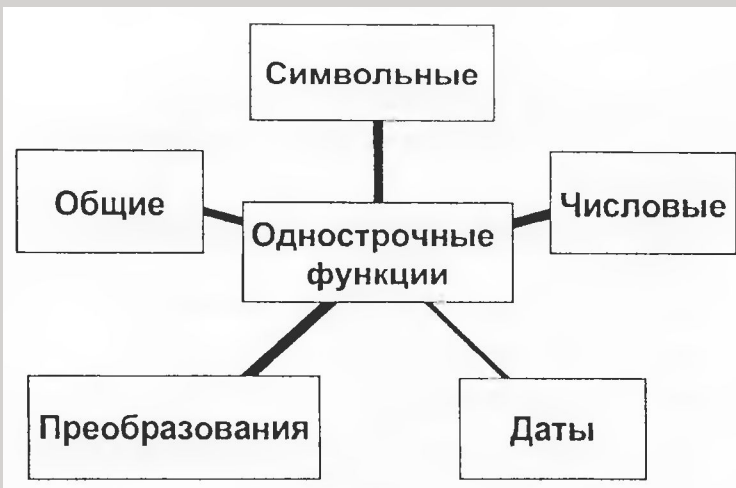 Символьные
Общие
Числовые
Однострочные
функции
Преобразования
Даты